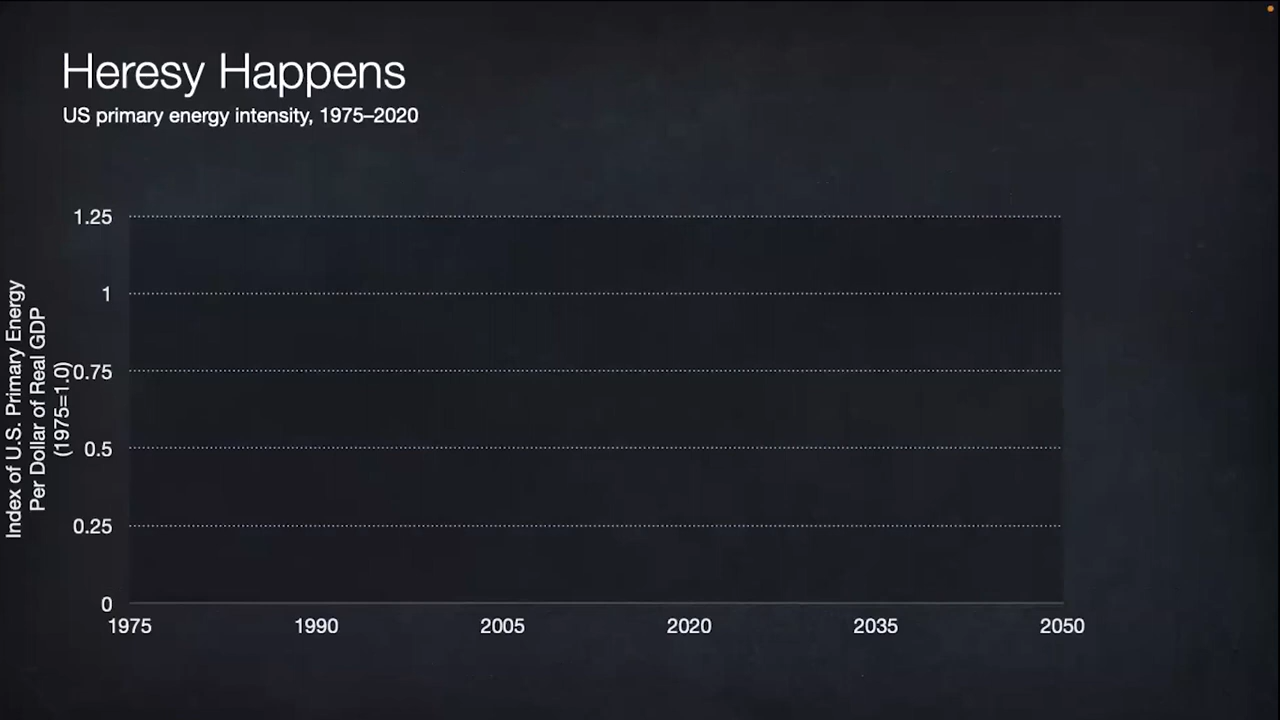 Heresy Happens
US primary energy intensity, 1975–2020
Index of U.S. Primary Energy
Per Dollar of Real GDP
(1975=1.0)
1.25
1
0.75
0.5
0.25
0
1975 1990 2005 2020 2035 2050